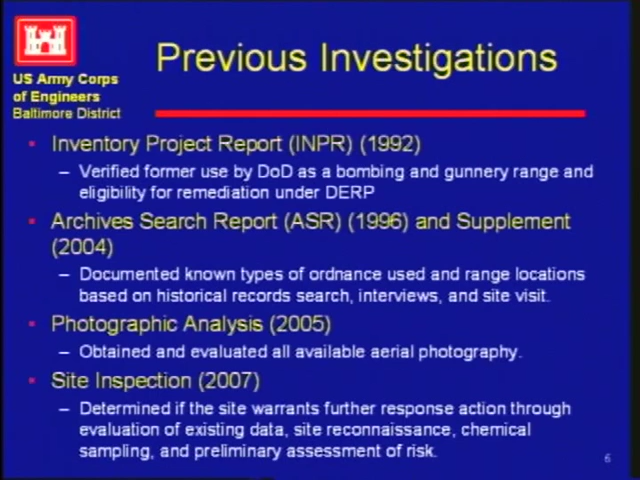 US Army Corps
of Engineers
Baltimore District
Previous Investigations
▪ Inventory Project Report (INPR) (1992)
– Verified former use by DoD as a bombing and gunnery range and
eligibility for remediation under DERP
▪ Archives Search Report (ASR) (1996) and Supplement
(2004)
– Documented known types of ordnance used and range locations
based on historical records search, interviews, and site visit.
▪ Photographic Analysis (2005)
– Obtained and evaluated all available aerial photography.
▪ Site Inspection (2007)
– Determined if the site warrants further response action through
evaluation of existing data, site reconnaissance, chemical
sampling, and preliminary assessment of risk.
6